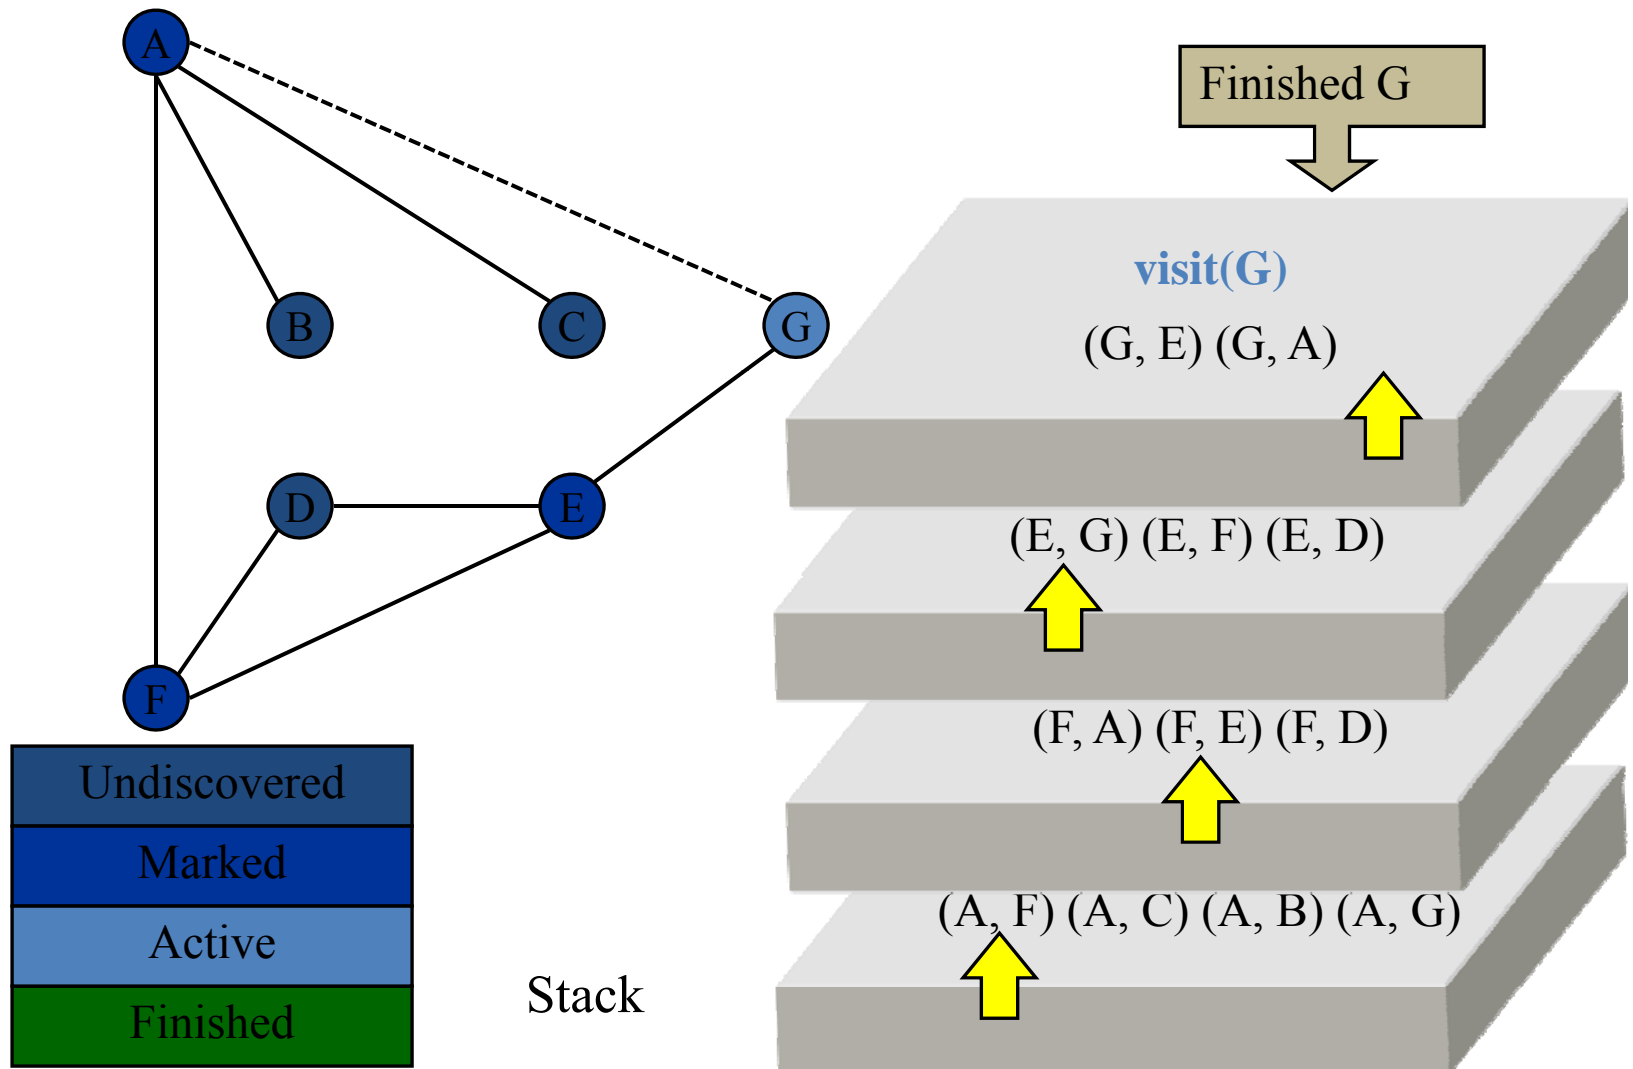 A
Finished G
visit(G)
B
C
G
(G, E) (G, A)
D
E
(E, G) (E, F) (E, D)
F
(F, A) (F, E) (F, D)
Undiscovered
Marked
(A, F) (A, C) (A, B) (A, G)
Active
Stack
Finished